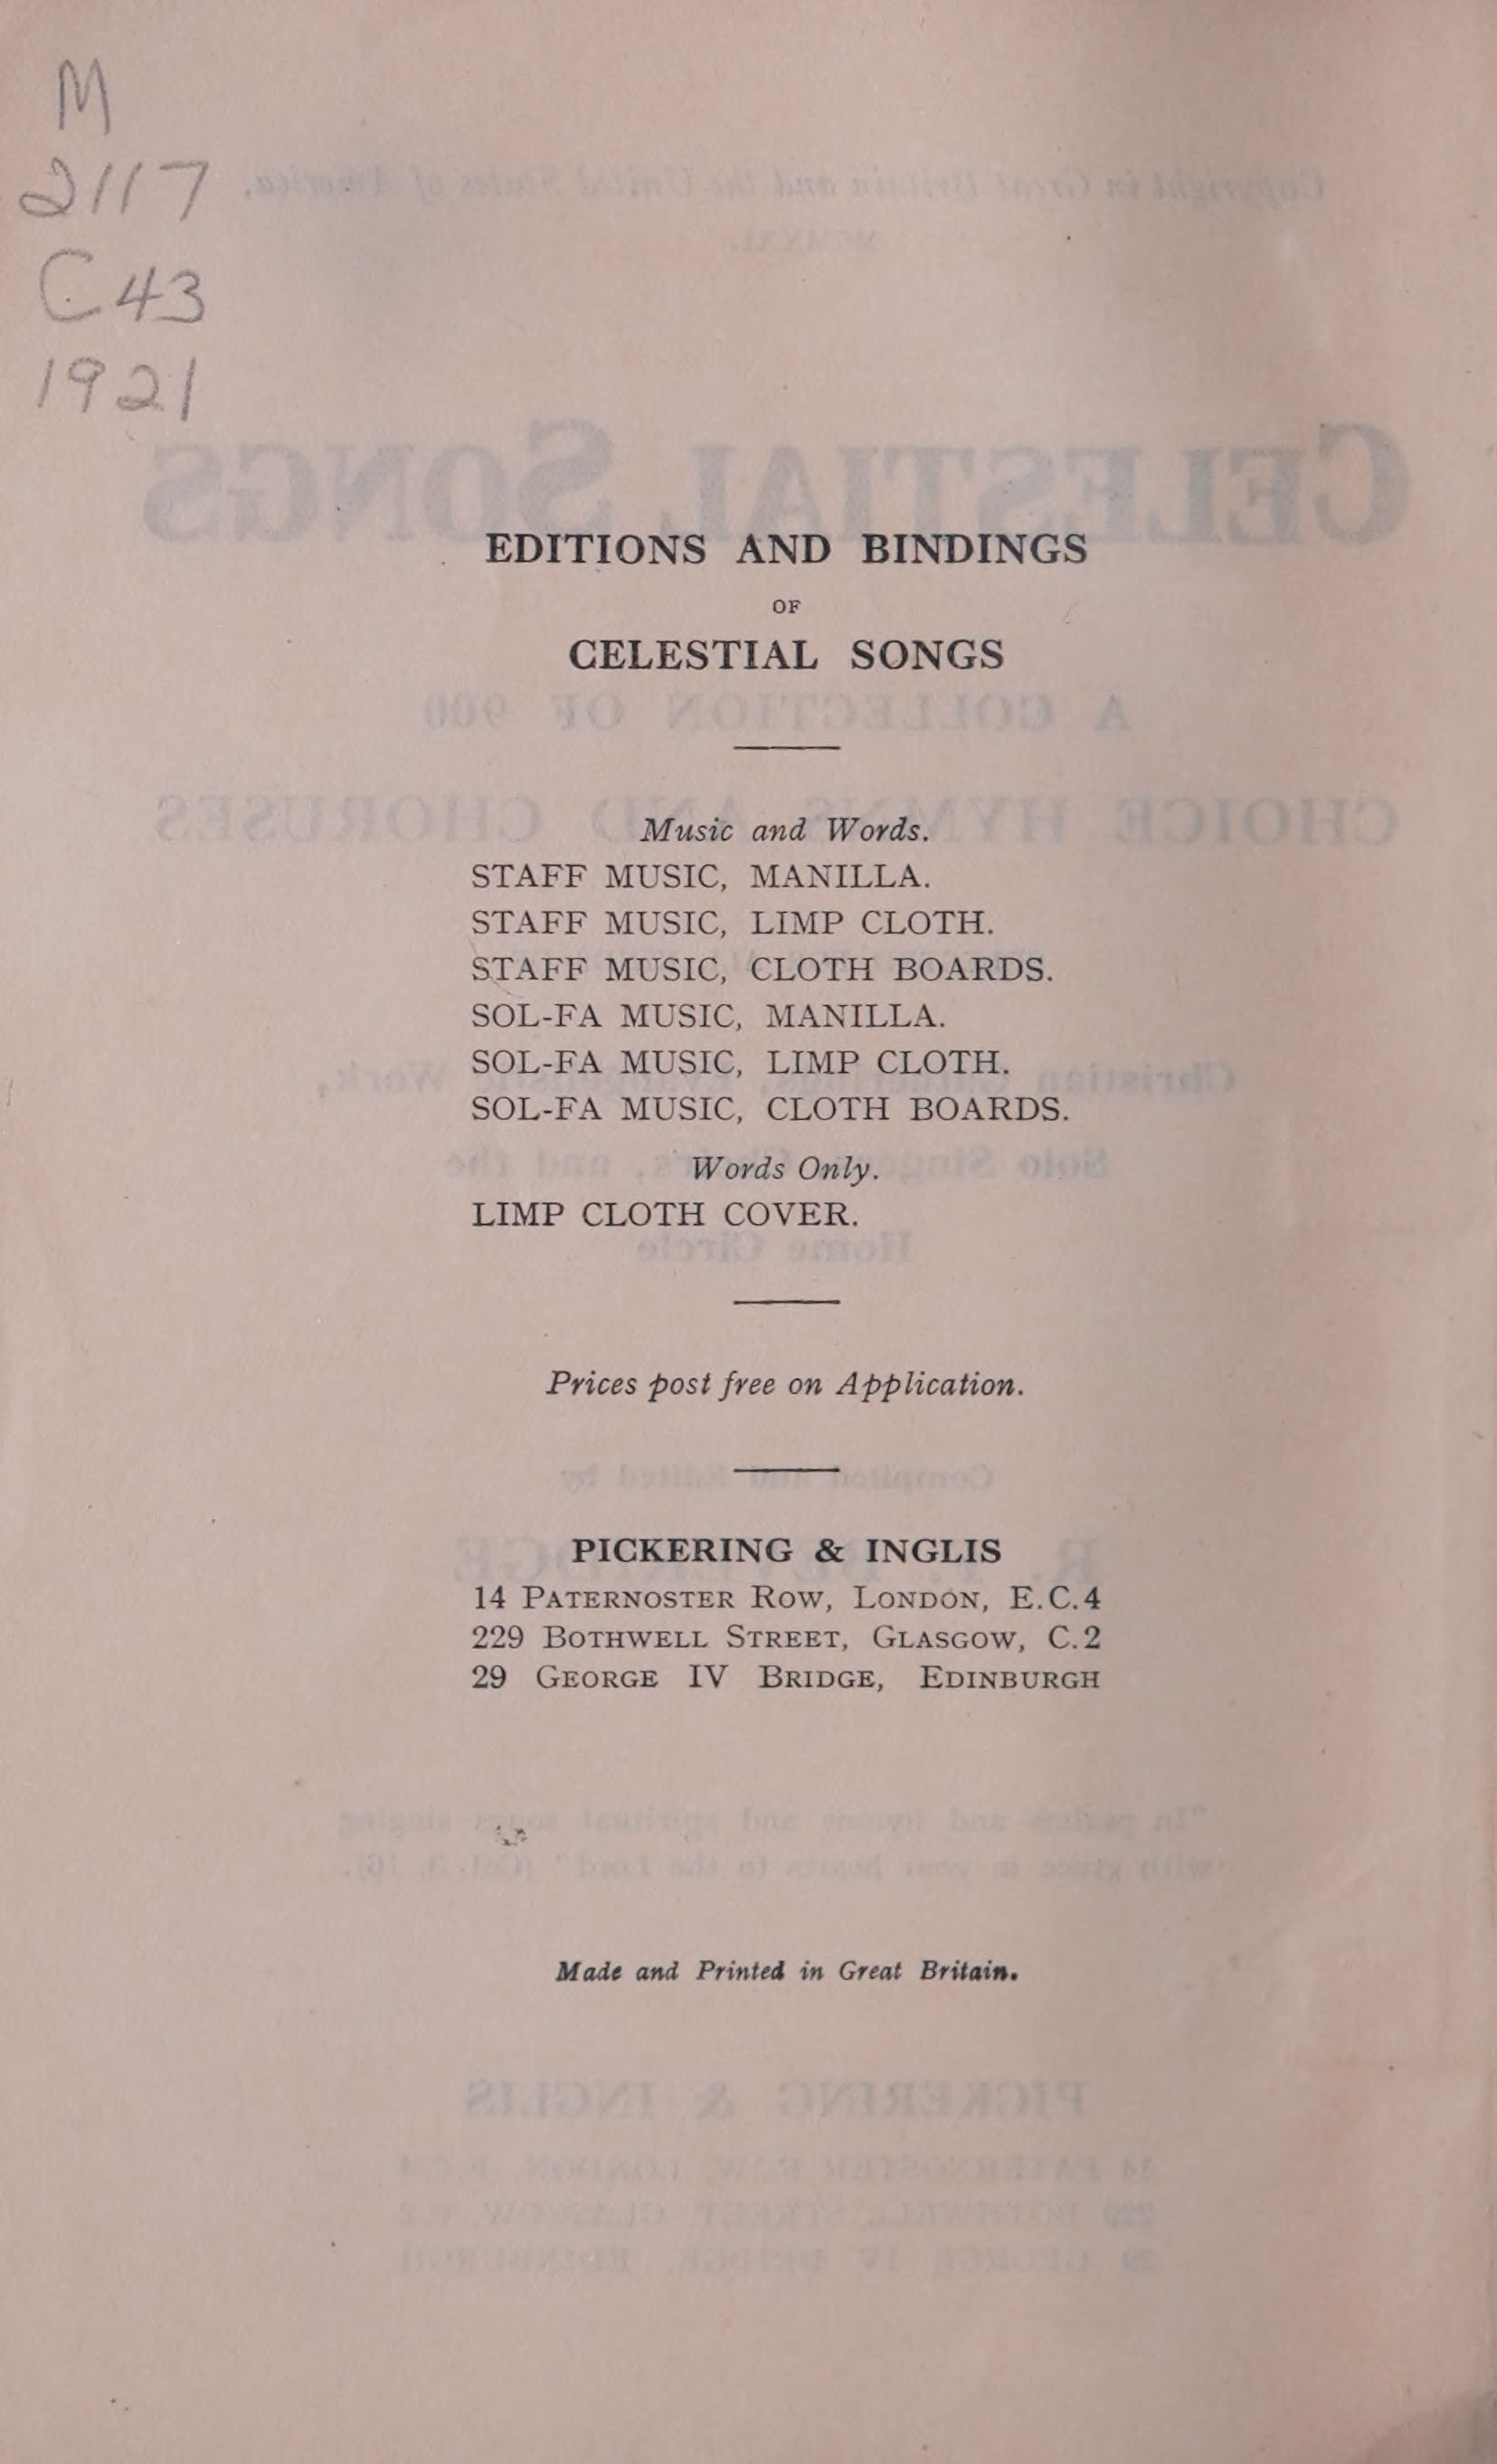 M
2117
C43
1921
EDITIONS AND BINDINGS
OF
CELESTIAL SONGS
Music and Words.
STAFF MUSIC, MANILLA.
STAFF MUSIC, LIMP CLOTH.
STAFF MUSIC, CLOTH BOARDS.
SOL-FA MUSIC, MANILLA.
SOL-FA MUSIC, LIMP CLOTH.
SOL-FA MUSIC, CLOTH BOARDS.
Words Only.
LIMP CLOTH COVER.
Prices post free on Application.
PICKERING & INGLIS
14 PATERNOSTER ROW, LONDON, E.C.4
229 BOTHWELL STREET, GLASGOW, C.2
29 GEORGE IV BRIDGE, EDINBURGH
Made and Printed in Great Britain.